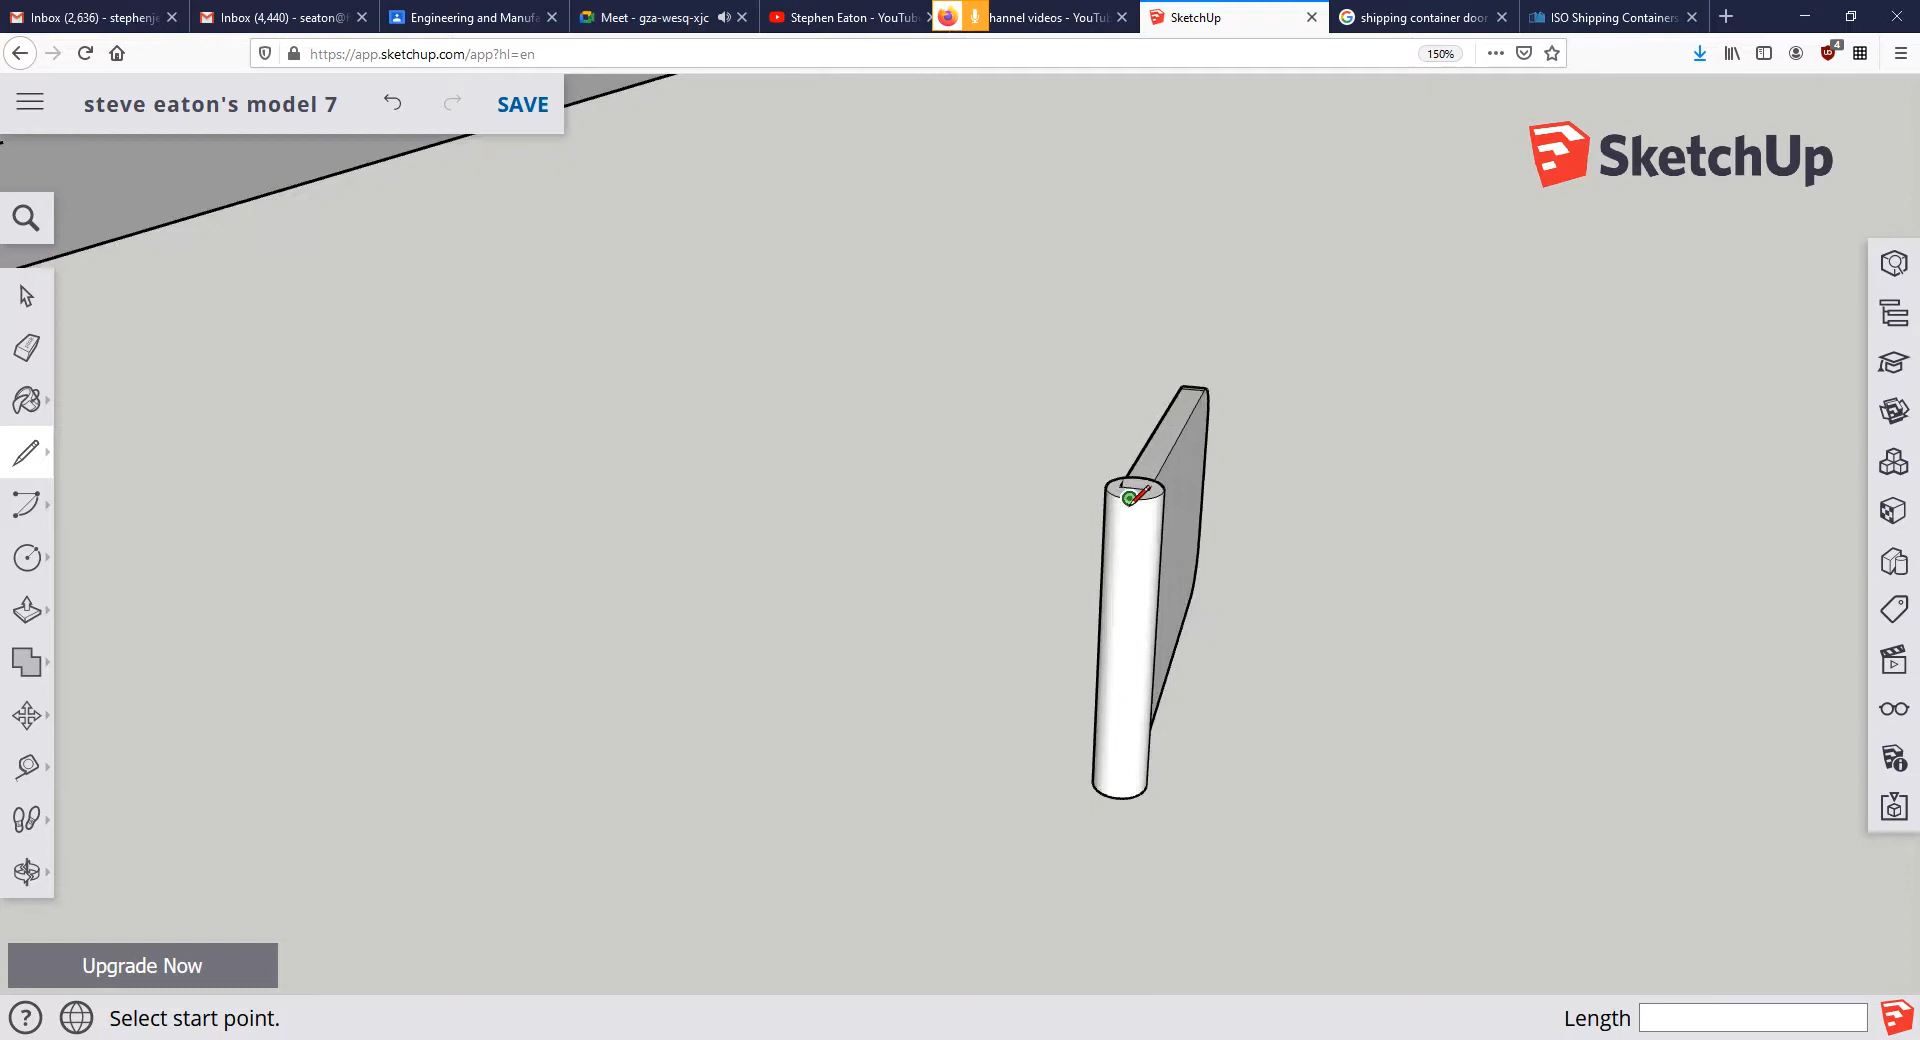 Inbox (2,636) - stephenje
Inbox (4,440) - seaton@f
Engineering and Manufa
Meet - gza-wesq-xjc
Stephen Eaton - YouTub
hannel videos - YouTu
SketchUp
shipping container door
ISO Shipping Containers
https://app.sketchup.com/app?hl=en
150%
4
steve eaton's model 7
SAVE
SketchUp
Upgrade Now
Select start point.
Length